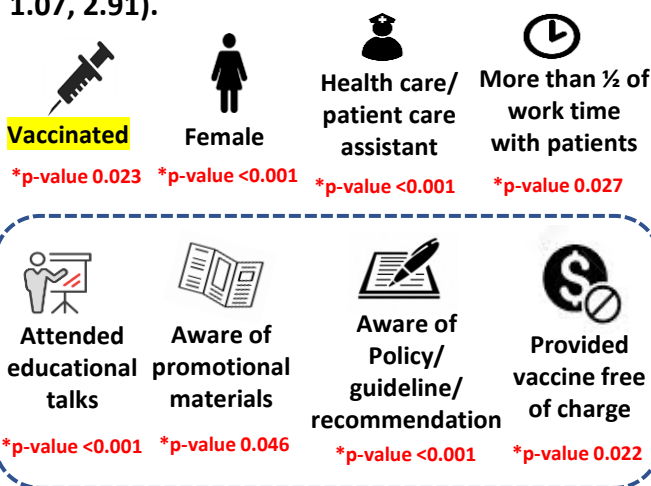 1.07, 2.91).
Vaccinated
*p-value 0.023
Female
*p-value <0.001
Health care/
patient care
assistant
*p-value <0.001
More than ½ of
work time
with patients
*p-value 0.027
Attended
educational
talks
*p-value <0.001
Aware of
promotional
materials
*p-value 0.046
Aware of
Policy/
guideline/
recommendation
*p-value <0.001
Provided
vaccine free
of charge
*p-value 0.022